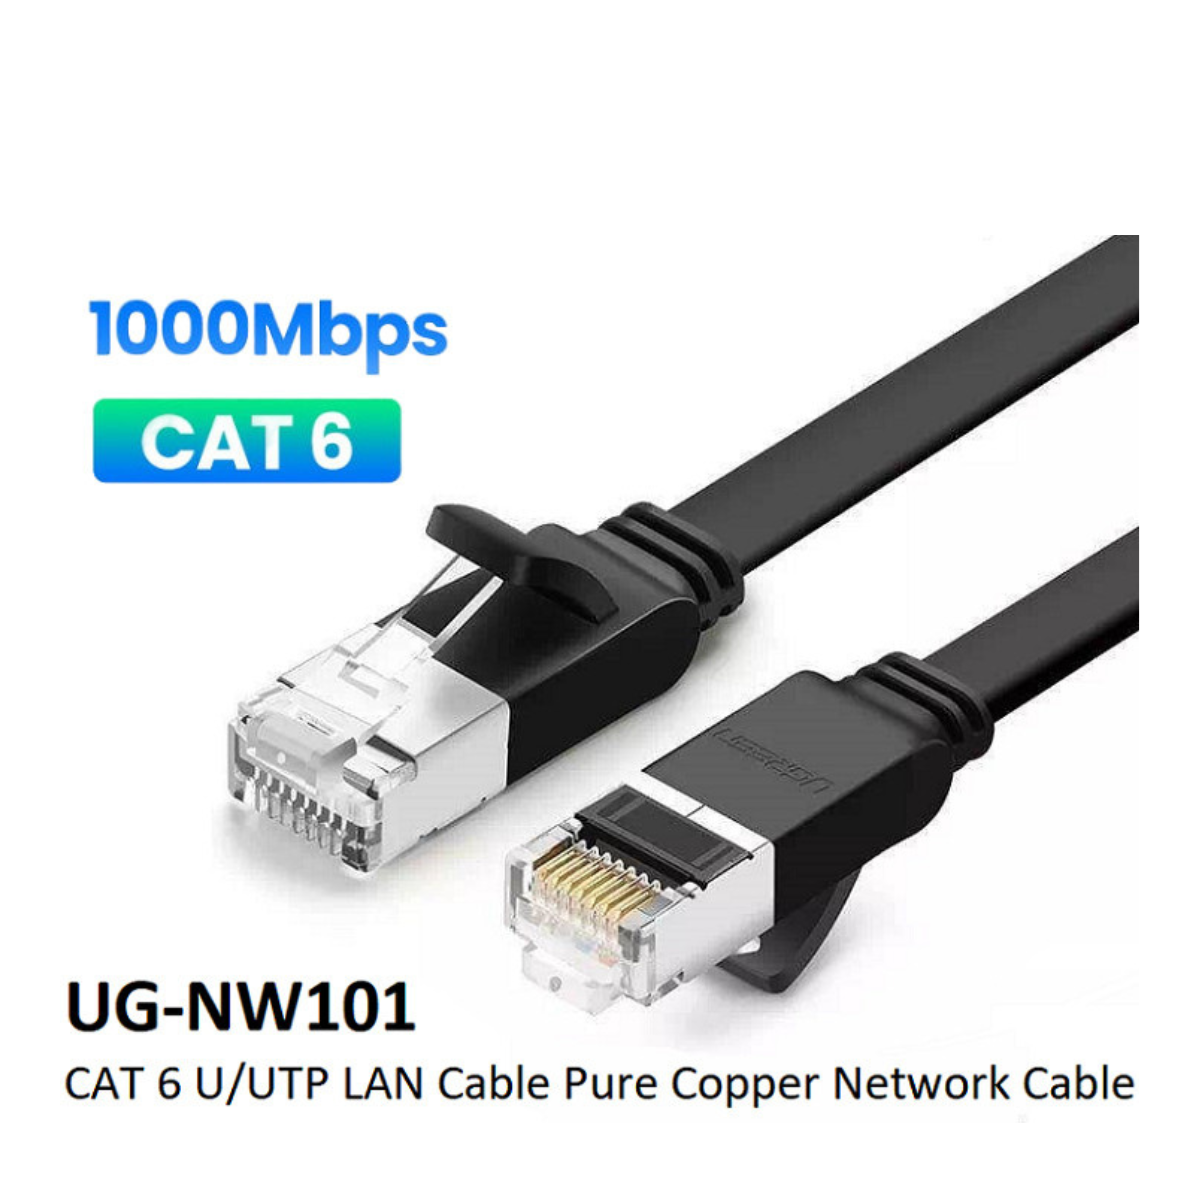 1000Mbps
CAT 6
UGREEN
UG-NW101
CAT 6 U/UTP LAN Cable Pure Copper Network Cable